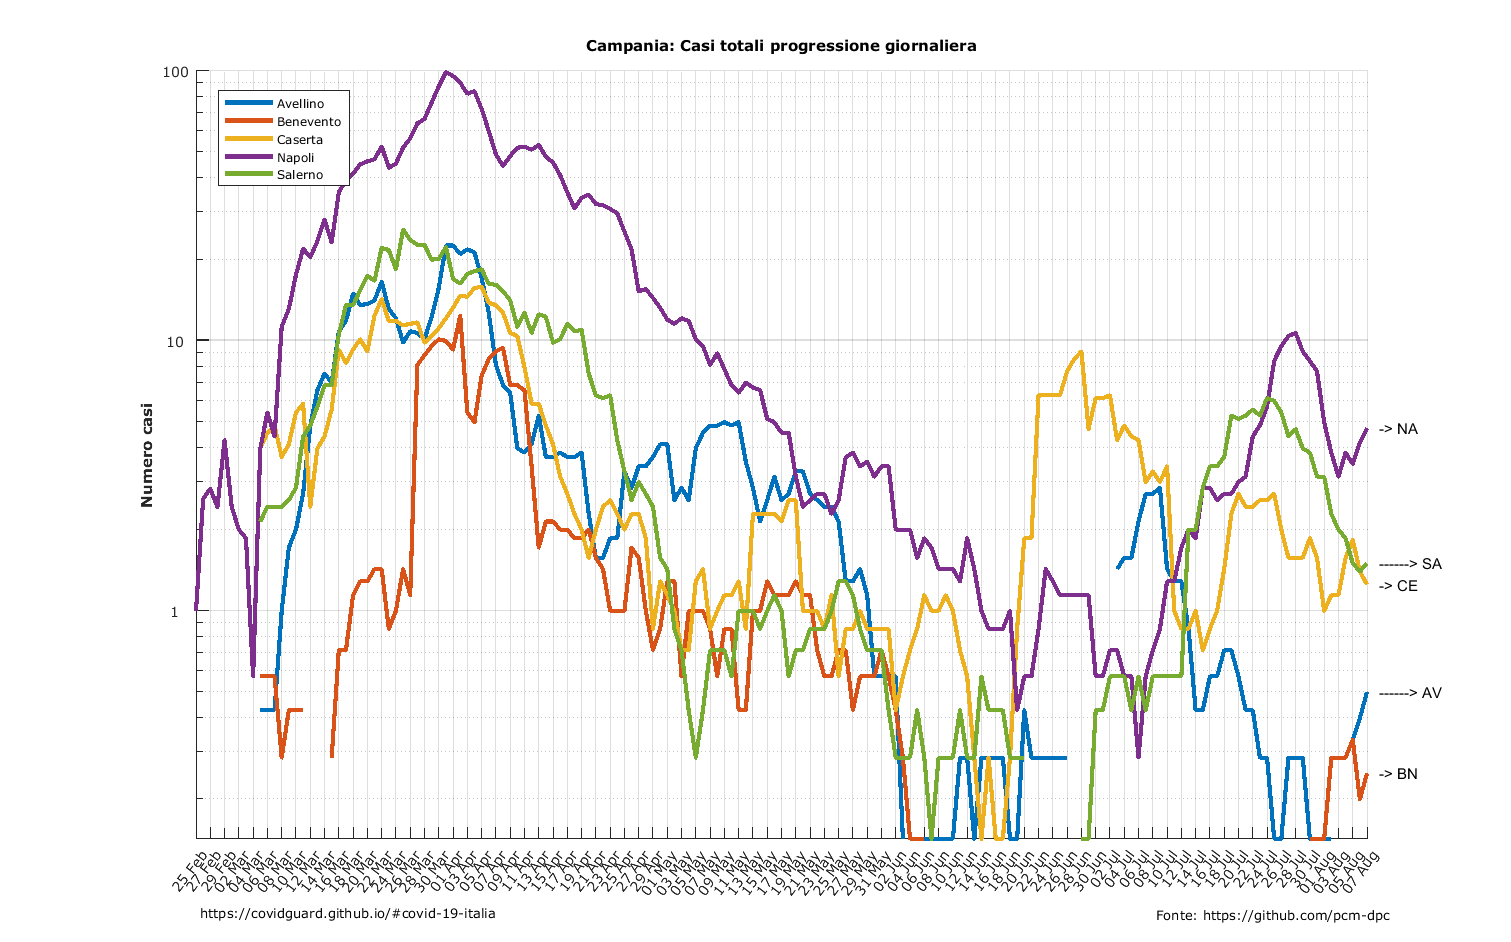 Campania: Casi totali progressione giornaliera
100
10
1
Numero casi
Avellino
Benevento
Caserta
Napoli
Salerno
-> NA
------> SA
-> CE
------> AV
-> BN
25 Feb
27 Feb
29 Feb
02 Mar
04 Mar
06 Mar
08 Mar
10 Mar
12 Mar
14 Mar
16 Mar
18 Mar
20 Mar
22 Mar
24 Mar
26 Mar
28 Mar
30 Mar
01 Apr
03 Apr
05 Apr
07 Apr
09 Apr
11 Apr
13 Apr
15 Apr
17 Apr
19 Apr
21 Apr
23 Apr
25 Apr
27 Apr
29 Apr
01 May
03 May
05 May
07 May
09 May
11 May
13 May
15 May
17 May
19 May
21 May
23 May
25 May
27 May
29 May
31 May
02 Jun
04 Jun
06 Jun
08 Jun
10 Jun
12 Jun
14 Jun
16 Jun
18 Jun
20 Jun
22 Jun
24 Jun
26 Jun
28 Jun
30 Jun
02 Jul
04 Jul
06 Jul
08 Jul
10 Jul
12 Jul
14 Jul
16 Jul
18 Jul
20 Jul
22 Jul
24 Jul
26 Jul
28 Jul
30 Jul
01 Aug
03 Aug
05 Aug
07 Aug
https://covidguard.github.io/#covid-19-italia
Fonte: https://github.com/pcm-dpc